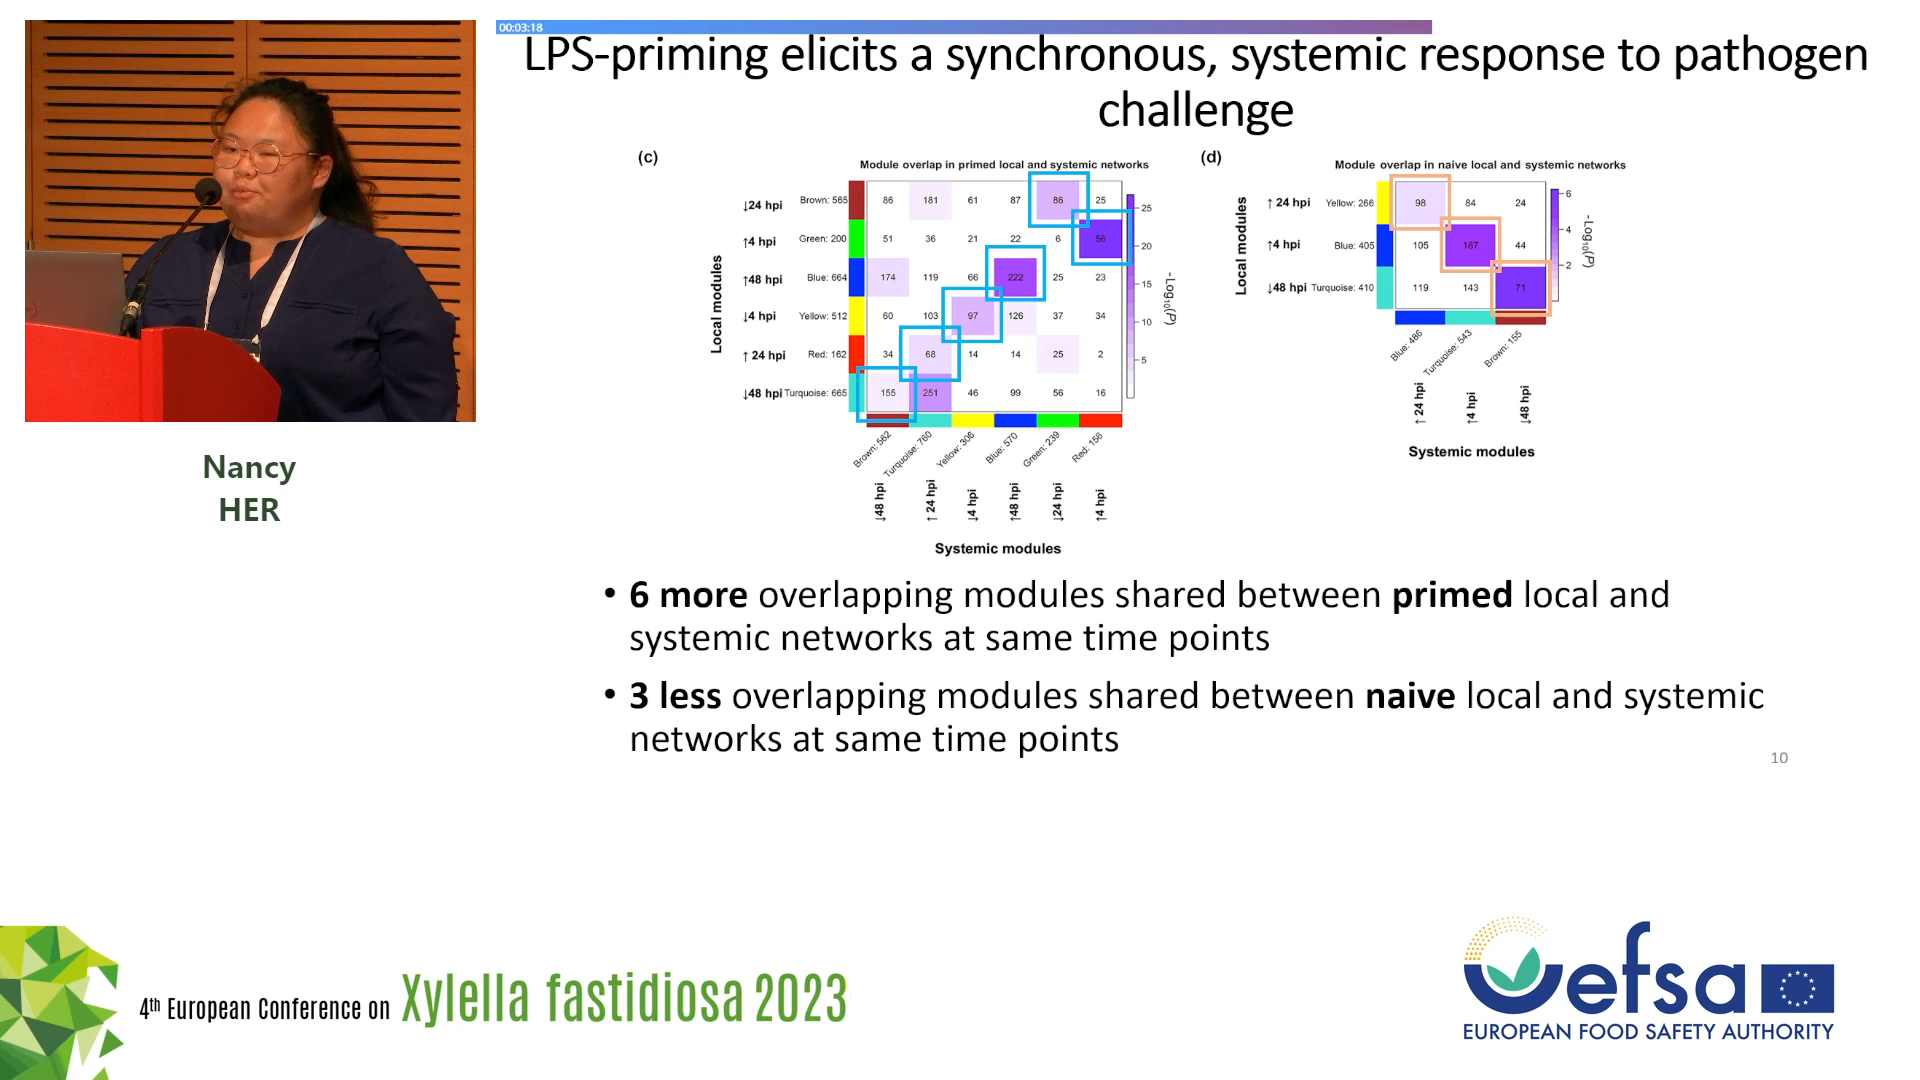 00:03:18
LPS-priming elicits a synchronous, systemic response to pathogen
challenge
(c)
Module overlap in primed local and systemic networks
Local modules
↓24 hpi Brown: 565 86 181 61 87 86 25
↑4 hpi Green: 200 51 36 21 22 6 56
↑48 hpi Blue: 664 174 119 66 222 25 23
↓4 hpi Yellow: 512 60 103 97 126 37 34
↑ 24 hpi Red: 162 34 68 14 14 25 2
↓48 hpi Turquoise: 665 155 251 46 99 56 16
Brown: 562 Turquoise: 760 Yellow: 306 Blue: 570 Green: 239 Red: 156
↓48 hpi ↑ 24 hpi ↓4 hpi ↑48 hpi ↓24 hpi ↑4 hpi
Systemic modules
25
20
15
10
5
-Log10(P)
(d)
Module overlap in naive local and systemic networks
Local modules
↑ 24 hpi Yellow: 266 98 84 24
↑4 hpi Blue: 405 105 187 44
↓48 hpi Turquoise: 410 119 143 71
Blue: 486 Turquoise: 543 Brown: 155
↑ 24 hpi ↑4 hpi ↓48 hpi
Systemic modules
6
4
2
-Log10(P)
Nancy
HER
• 6 more overlapping modules shared between primed local and
systemic networks at same time points
• 3 less overlapping modules shared between naive local and systemic
networks at same time points
10
4th European Conference on Xylella fastidiosa 2023
efsa
EUROPEAN FOOD SAFETY AUTHORITY